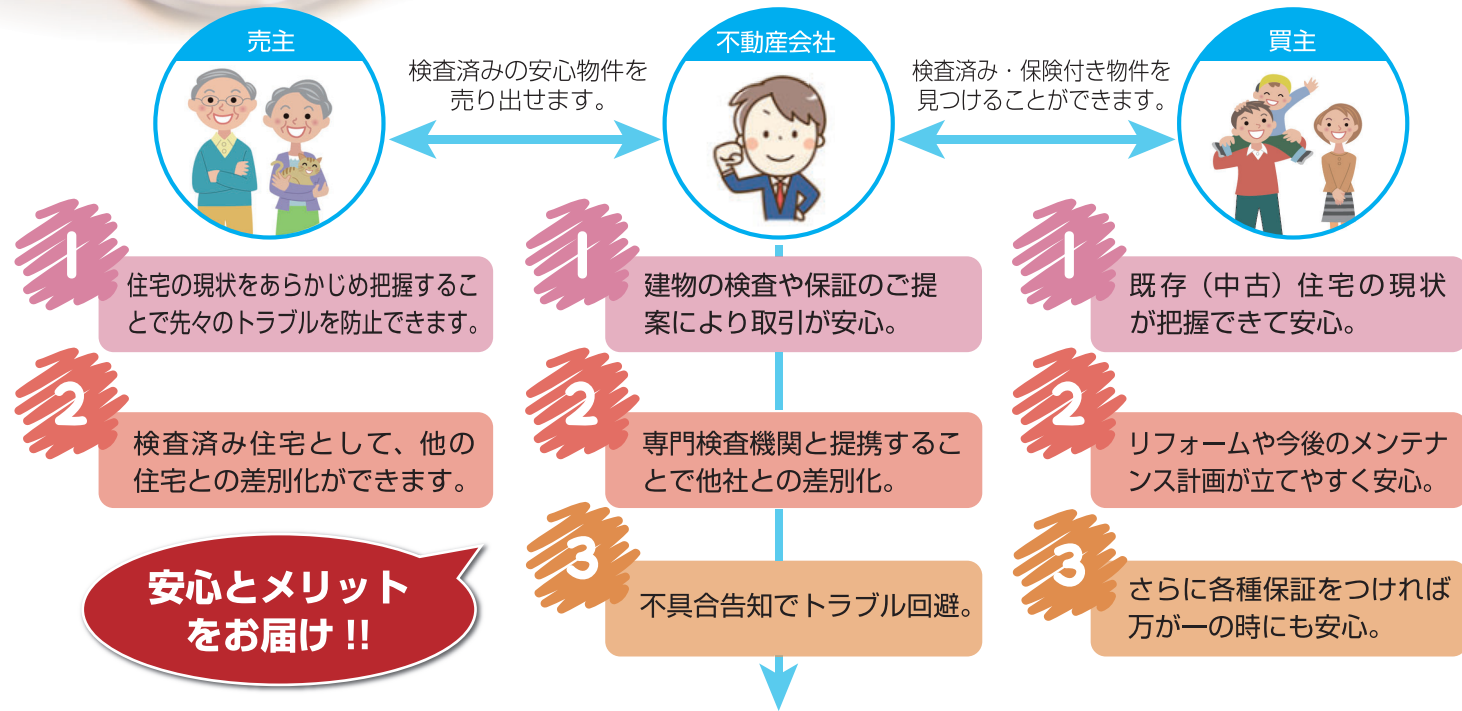 売主
不動産会社
買主
検査済みの安心物件を
売り出せます。
検査済み・保険付き物件を
見つけることができます。
1
住宅の現状をあらかじめ把握するこ
とで先々のトラブルを防止できます。
2
検査済み住宅として、他の
住宅との差別化ができます。
安心とメリット
をお届け !!
1
建物の検査や保証のご提
案により取引が安心。
2
専門検査機関と提携するこ
とで他社との差別化。
3
不具合告知でトラブル回避。
1
既存（中古）住宅の現状
が把握できて安心。
2
リフォームや今後のメンテナ
ンス計画が立てやすく安心。
3
さらに各種保証をつければ
万が一の時にも安心。